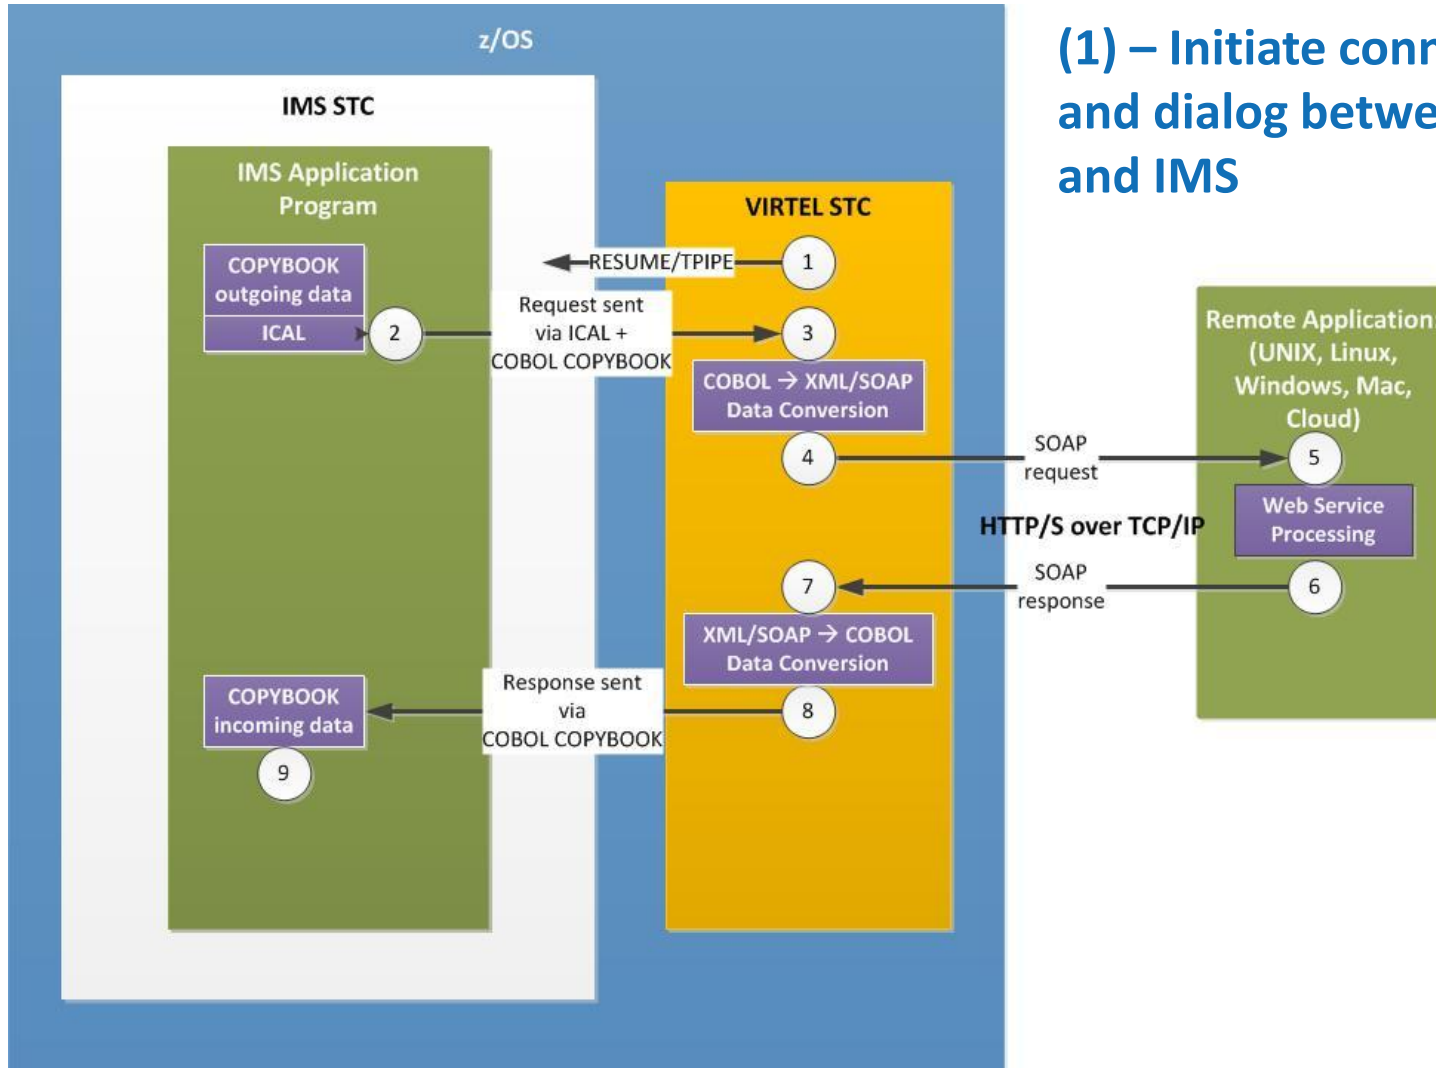 z/OS
(1) – Initiate
and dialog
and IMS
IMS STC
IMS Application
Program
VIRTEL STC
COPYBOOK
outgoing data
ICAL
RESUME/TPIPE
1
2
Request sent
via ICAL +
COBOL COPYBOOK
3
COBOL → XML/SOAP
Data Conversion
4
SOAP
request
Remote Application
(UNIX, Linux,
Windows, Mac,
Cloud)
5
Web Service
Processing
HTTP/S over TCP/IP
6
SOAP
response
7
XML/SOAP → COBOL
Data Conversion
8
Response sent
via
COBOL COPYBOOK
COPYBOOK
incoming data
9